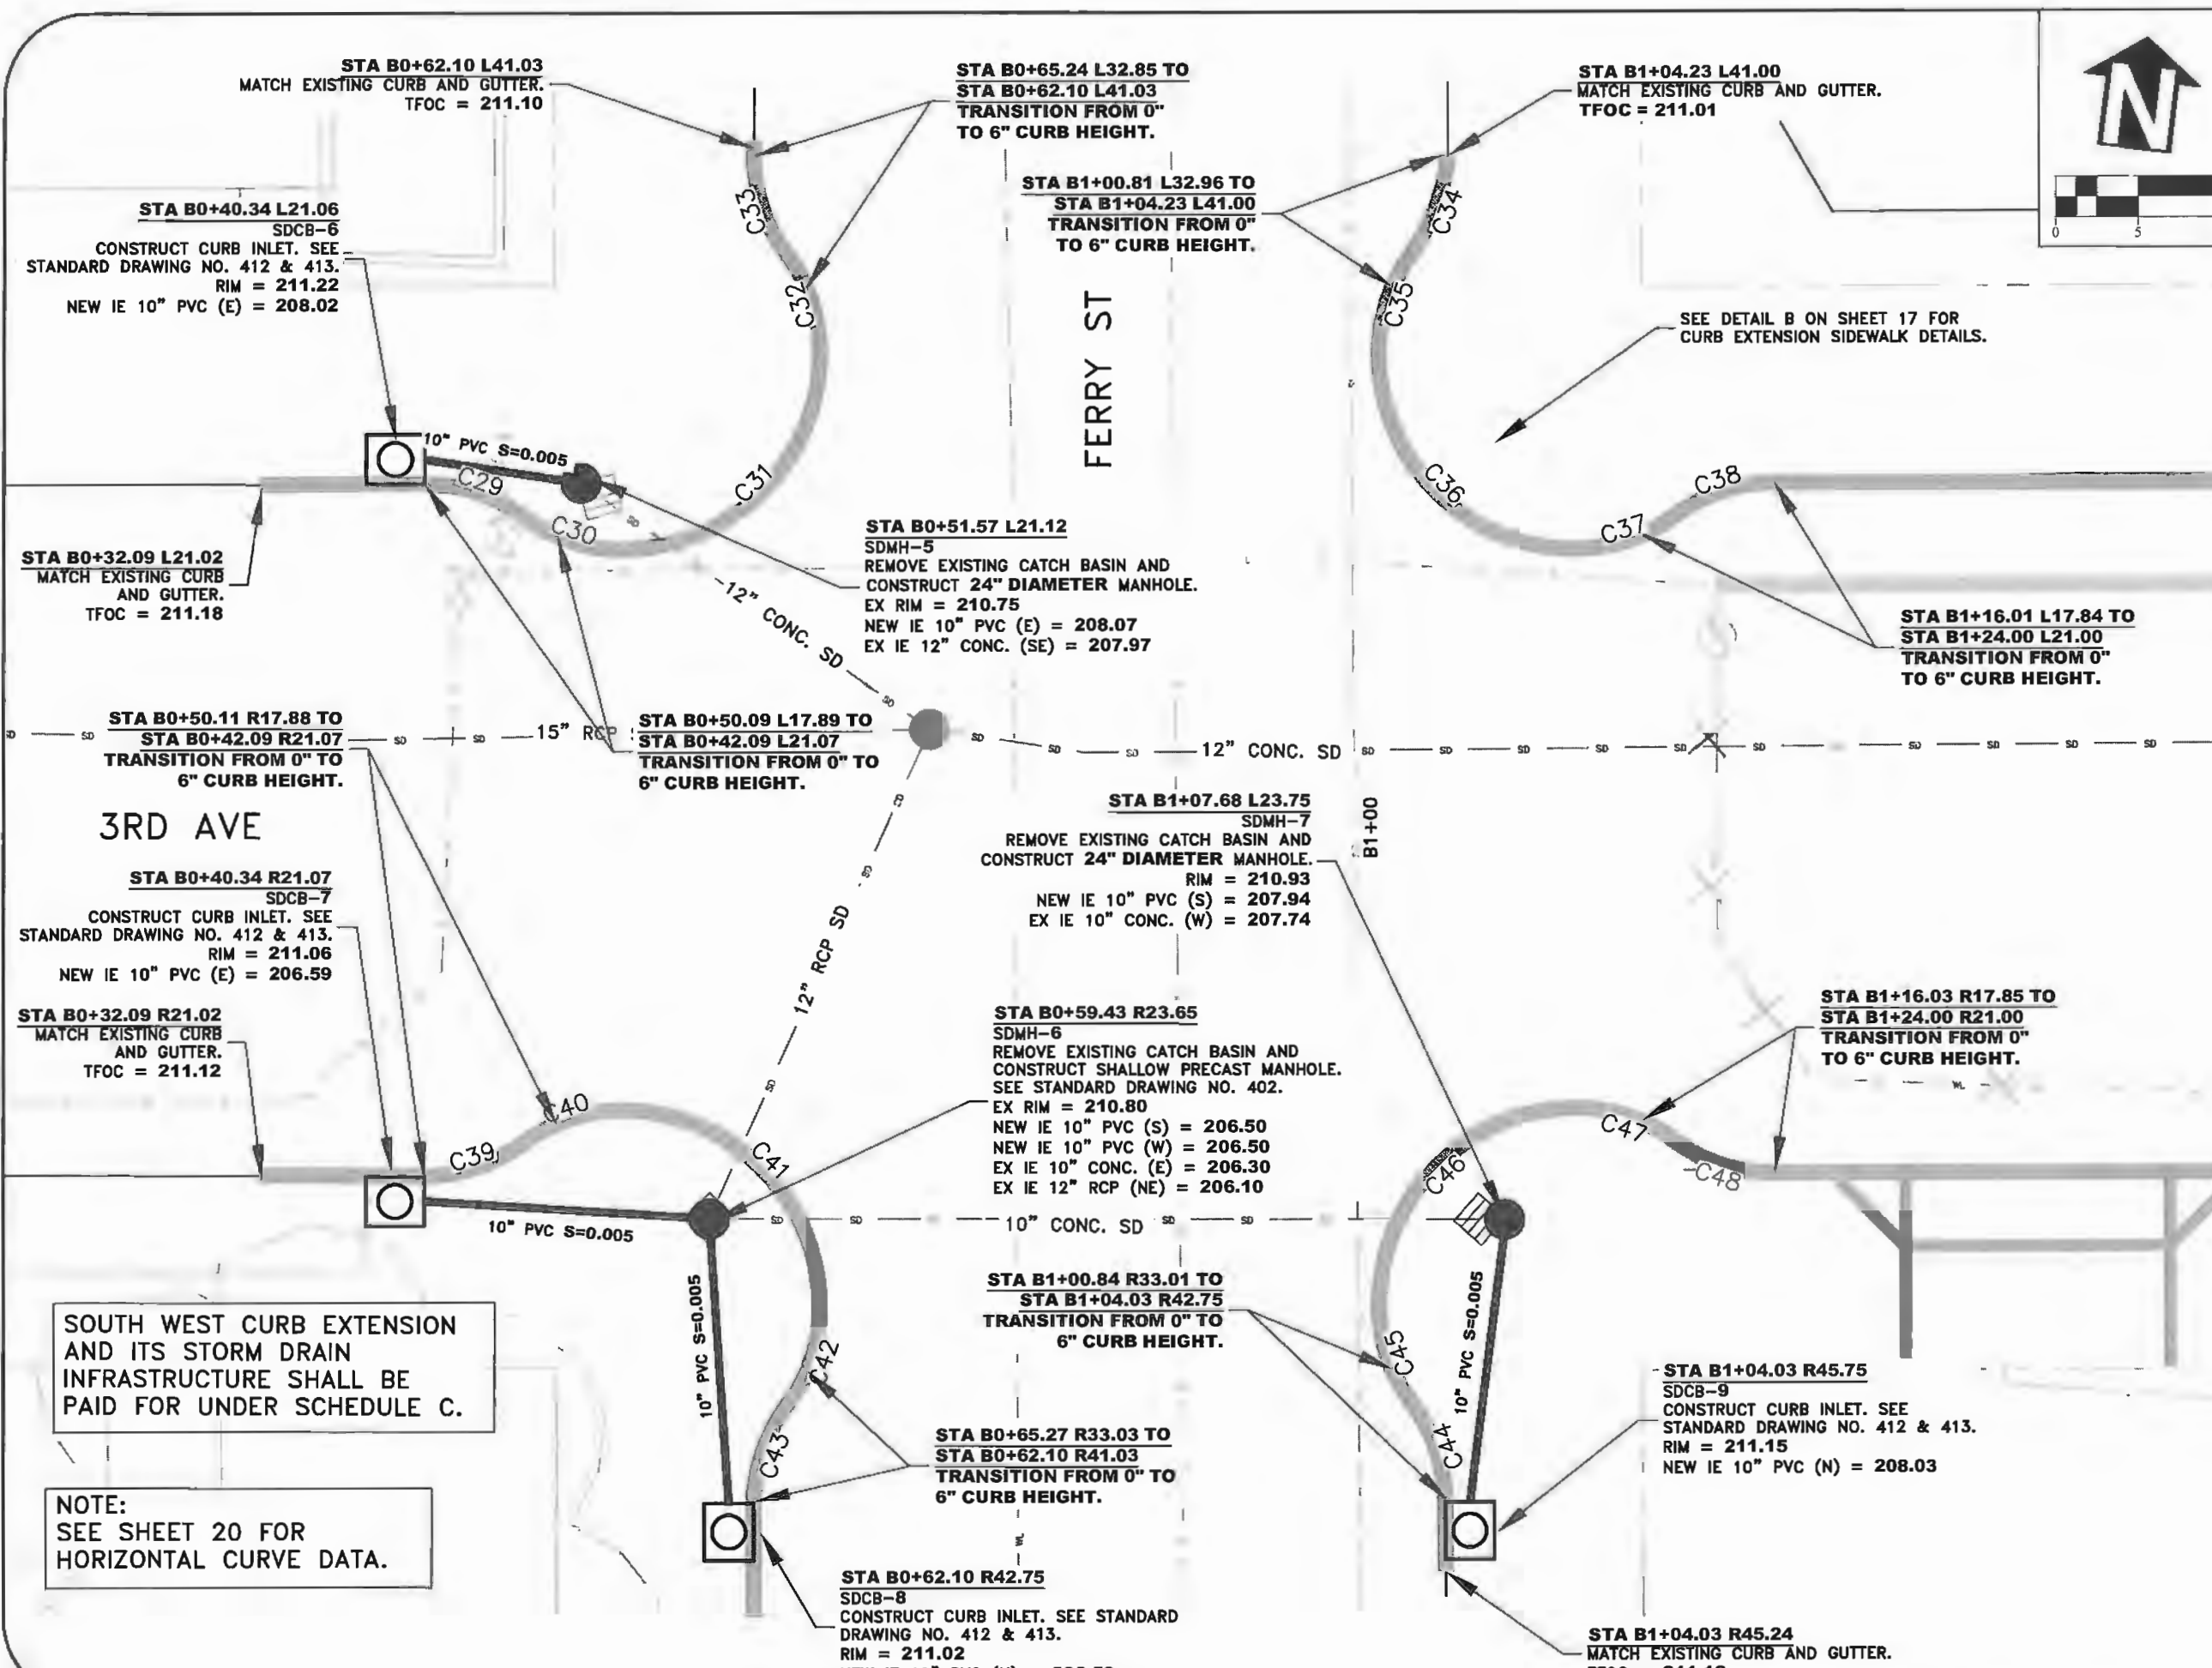 STA B0+62.10 L41.03
MATCH EXISTING CURB AND GUTTER.
TFOC = 211.10
STA B0+65.24 L32.85 TO
STA B0+62.10 L41.03
TRANSITION FROM 0"
TO 6" CURB HEIGHT.
STA B1+04.23 L41.00
MATCH EXISTING CURB AND GUTTER.
TFOC = 211.01
N
0 5
STA B1+00.81 L32.96 TO
STA B1+04.23 L41.00
TRANSITION FROM 0"
TO 6" CURB HEIGHT.
STA B0+40.34 L21.06
SDCB-6
CONSTRUCT CURB INLET. SEE
STANDARD DRAWING NO. 412 & 413.
RIM = 211.22
NEW IE 10" PVC (E) = 208.02
C33
C32
C34
C35
FERRY ST
SEE DETAIL B ON SHEET 17 FOR
CURB EXTENSION SIDEWALK DETAILS.
10" PVC S=0.005
C29
C30
C31
C36
C37
C38
STA B0+32.09 L21.02
MATCH EXISTING CURB
AND GUTTER.
TFOC = 211.18
STA B0+51.57 L21.12
SDMH-5
REMOVE EXISTING CATCH BASIN AND
CONSTRUCT 24" DIAMETER MANHOLE.
EX RIM = 210.75
NEW IE 10" PVC (E) = 208.07
EX IE 12" CONC. (SE) = 207.97
12" CONC. SD
STA B1+16.01 L17.84 TO
STA B1+24.00 L21.00
TRANSITION FROM 0"
TO 6" CURB HEIGHT.
STA B0+50.11 R17.88 TO
STA B0+42.09 R21.07
TRANSITION FROM 0" TO
6" CURB HEIGHT.
15" RCP
STA B0+50.09 L17.89 TO
STA B0+42.09 L21.07
TRANSITION FROM 0" TO
6" CURB HEIGHT.
12" CONC. SD
3RD AVE
B1+00
STA B1+07.68 L23.75
SDMH-7
REMOVE EXISTING CATCH BASIN AND
CONSTRUCT 24" DIAMETER MANHOLE.
RIM = 210.93
NEW IE 10" PVC (S) = 207.94
EX IE 10" CONC. (W) = 207.74
STA B0+40.34 R21.07
SDCB-7
CONSTRUCT CURB INLET. SEE
STANDARD DRAWING NO. 412 & 413.
RIM = 211.06
NEW IE 10" PVC (E) = 206.59
12" RCP SD
STA B0+32.09 R21.02
MATCH EXISTING CURB
AND GUTTER.
TFOC = 211.12
STA B0+59.43 R23.65
SDMH-6
REMOVE EXISTING CATCH BASIN AND
CONSTRUCT SHALLOW PRECAST MANHOLE.
SEE STANDARD DRAWING NO. 402.
EX RIM = 210.80
NEW IE 10" PVC (S) = 206.50
NEW IE 10" PVC (W) = 206.50
EX IE 10" CONC. (E) = 206.30
EX IE 12" RCP (NE) = 206.10
STA B1+16.03 R17.85 TO
STA B1+24.00 R21.00
TRANSITION FROM 0"
TO 6" CURB HEIGHT.
WL
C39
C40
C41
C46
C47
C48
10" PVC S=0.005
10" CONC. SD
10" PVC S=0.005
10" PVC S=0.005
STA B1+00.84 R33.01 TO
STA B1+04.03 R42.75
TRANSITION FROM 0" TO
6" CURB HEIGHT.
SOUTH WEST CURB EXTENSION
AND ITS STORM DRAIN
INFRASTRUCTURE SHALL BE
PAID FOR UNDER SCHEDULE C.
C42
C43
C45
C44
STA B1+04.03 R45.75
SDCB-9
CONSTRUCT CURB INLET. SEE
STANDARD DRAWING NO. 412 & 413.
RIM = 211.15
NEW IE 10" PVC (N) = 208.03
STA B0+65.27 R33.03 TO
STA B0+62.10 R41.03
TRANSITION FROM 0" TO
6" CURB HEIGHT.
NOTE:
SEE SHEET 20 FOR
HORIZONTAL CURVE DATA.
WL
STA B0+62.10 R42.75
SDCB-8
CONSTRUCT CURB INLET. SEE STANDARD
DRAWING NO. 412 & 413.
RIM = 211.02
STA B1+04.03 R45.24
MATCH EXISTING CURB AND GUTTER.